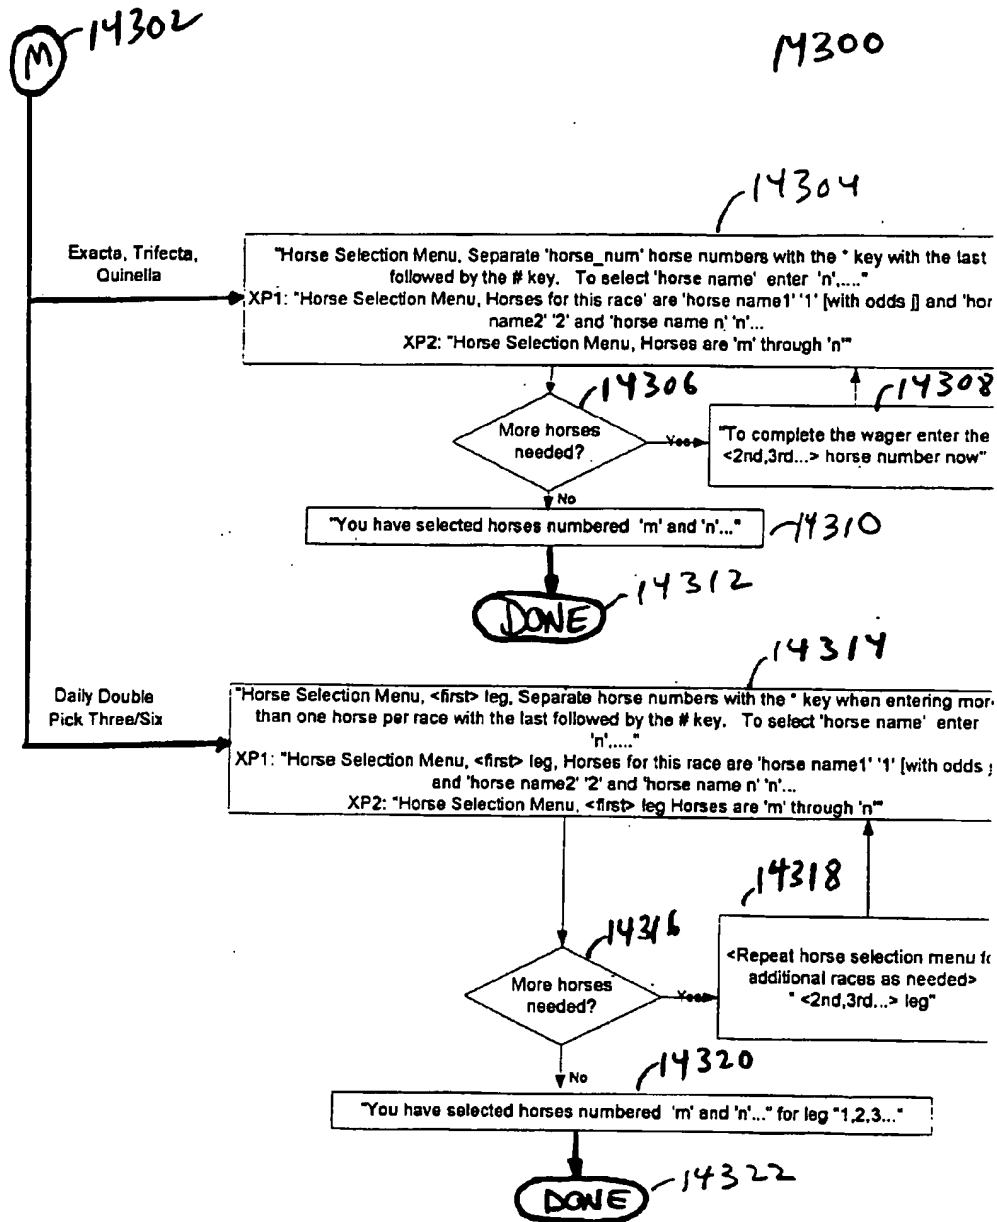 M 14302
14300
14304
Exacta, Trifecta,
Quinella
"Horse Selection Menu, Separate 'horse_num' horse numbers with the * key with the last
followed by the # key. To select 'horse name' enter 'n',...."
XP1: "Horse Selection Menu, Horses for this race' are 'horse name1' '1' [with odds j] and 'hor
name2' '2' and 'horse name n' 'n'...
XP2: "Horse Selection Menu, Horses are 'm' through 'n'"
14306
14308
More horses
needed?
Yes
"To complete the wager enter the
<2nd,3rd...> horse number now"
No
"You have selected horses numbered 'm' and 'n'..."
14310
14312
DONE
14314
Daily Double
Pick Three/Six
"Horse Selection Menu, <first> leg, Separate horse numbers with the * key when entering mor
than one horse per race with the last followed by the # key. To select 'horse name' enter
'n',....."
XP1: "Horse Selection Menu, <first> leg, Horses for this race are 'horse name1' '1' [with odds
and 'horse name2' '2' and 'horse name n' 'n'...
XP2: "Horse Selection Menu, <first> leg Horses are 'm' through 'n'"
14318
14316
More horses
needed?
Yes
<Repeat horse selection menu fo
additional races as needed>
" <2nd,3rd...> leg"
No
14320
"You have selected horses numbered 'm' and 'n'..." for leg "1,2,3..."
DONE
14322